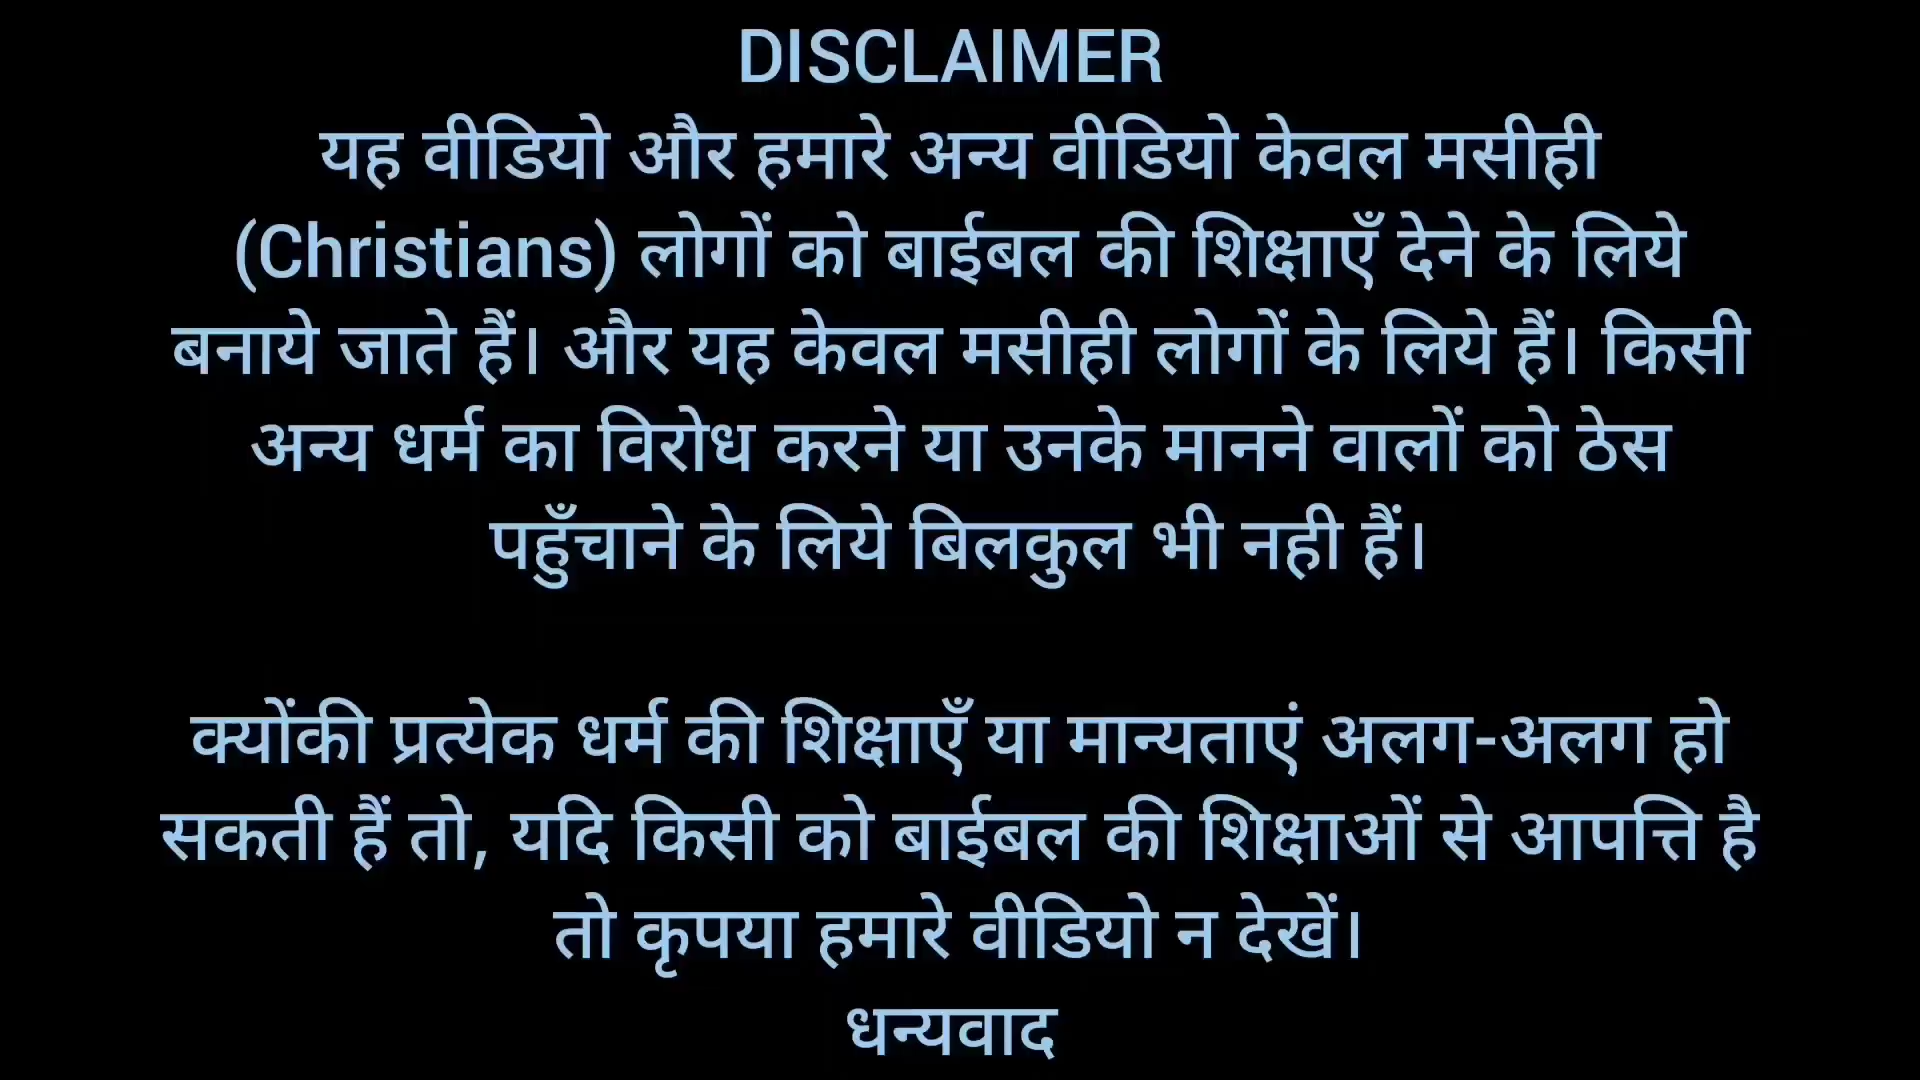 DISCLAIMER
यह वीडियो और हमारे अन्य वीडियो केवल मसीही
(Christians) लोगों को बाईबल की शिक्षाएँ देने के लिये
बनाये जाते हैं। और यह केवल मसीही लोगों के लिये हैं। किसी
अन्य धर्म का विरोध करने या उनके मानने वालों को ठेस
पहुँचाने के लिये बिलकुल भी नही हैं।
क्योंकी प्रत्येक धर्म की शिक्षाएँ या मान्यताएं अलग-अलग हो
सकती हैं तो, यदि किसी को बाईबल की शिक्षाओं से आपत्ति है
तो कृपया हमारे वीडियो न देखें।
धन्यवाद